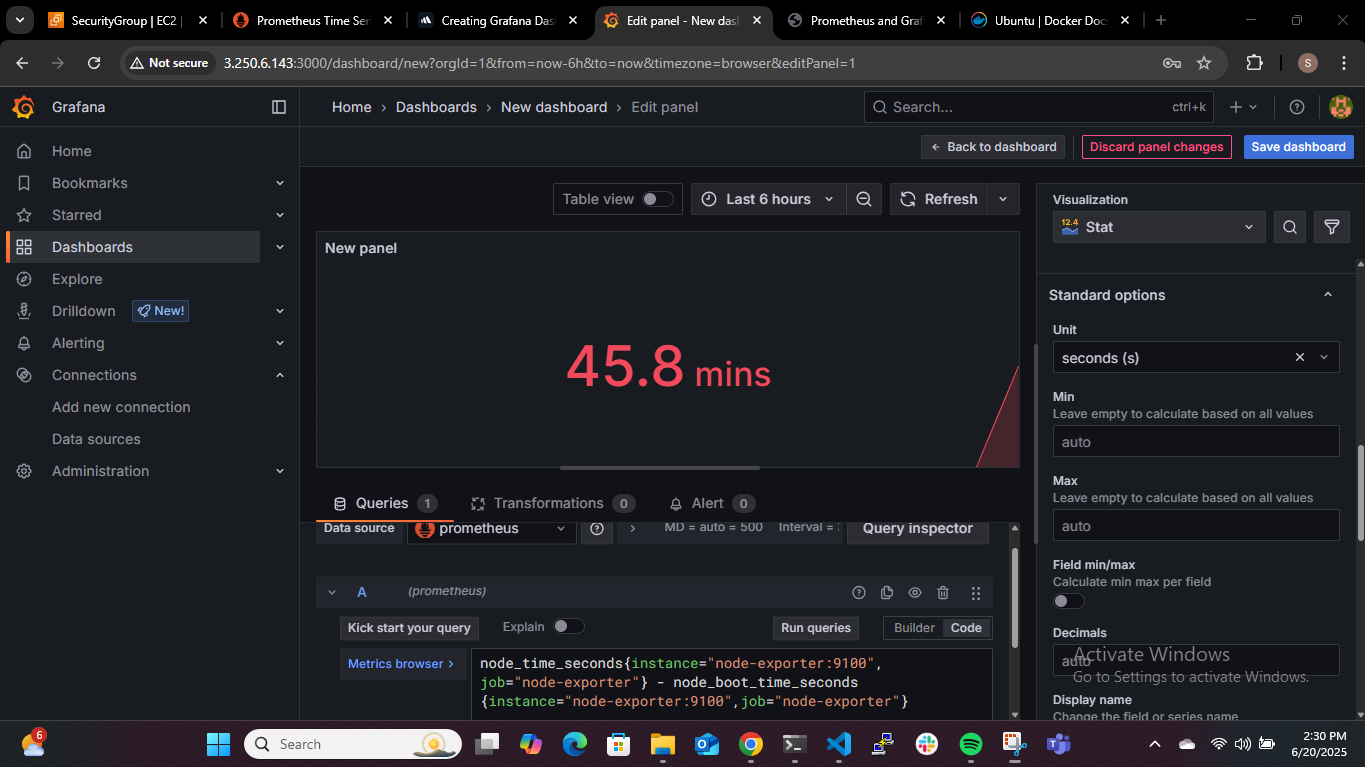 SecurityGroup | EC2 |
Prometheus Time Ser
Creating Grafana Das
Edit panel - New dash
Prometheus and Graf
Ubuntu | Docker Doc
Not secure
3.250.6.143:3000/dashboard/new?orgId=1&from=now-6h&to=now&timezone=browser&editPanel=1
S
Grafana
Home › Dashboards › New dashboard › Edit panel
Search...
ctrl+k
Back to dashboard
Discard panel changes
Save dashboard
Home
Bookmarks
Starred
Dashboards
Explore
Drilldown
New!
Alerting
Connections
Add new connection
Data sources
Administration
Table view
Last 6 hours
Refresh
New panel
45.8 mins
Queries 1
Transformations 0
Alert 0
Data source
prometheus
MD = auto = 500
Interval =
Query inspector
A
(prometheus)
Kick start your query
Explain
Run queries
Builder
Code
Metrics browser >
node_time_seconds{instance="node-exporter:9100",
job="node-exporter"} - node_boot_time_seconds
{instance="node-exporter:9100",job="node-exporter"}
Visualization
12.4
Stat
Standard options
Unit
seconds (s)
Min
Leave empty to calculate based on all values
auto
Max
Leave empty to calculate based on all values
auto
Field min/max
Calculate min max per field
Decimals
auto
Activate Windows
Go to Settings to activate Windows.
Display name
Change the field or series name
6
Search
2:30 PM
6/20/2025